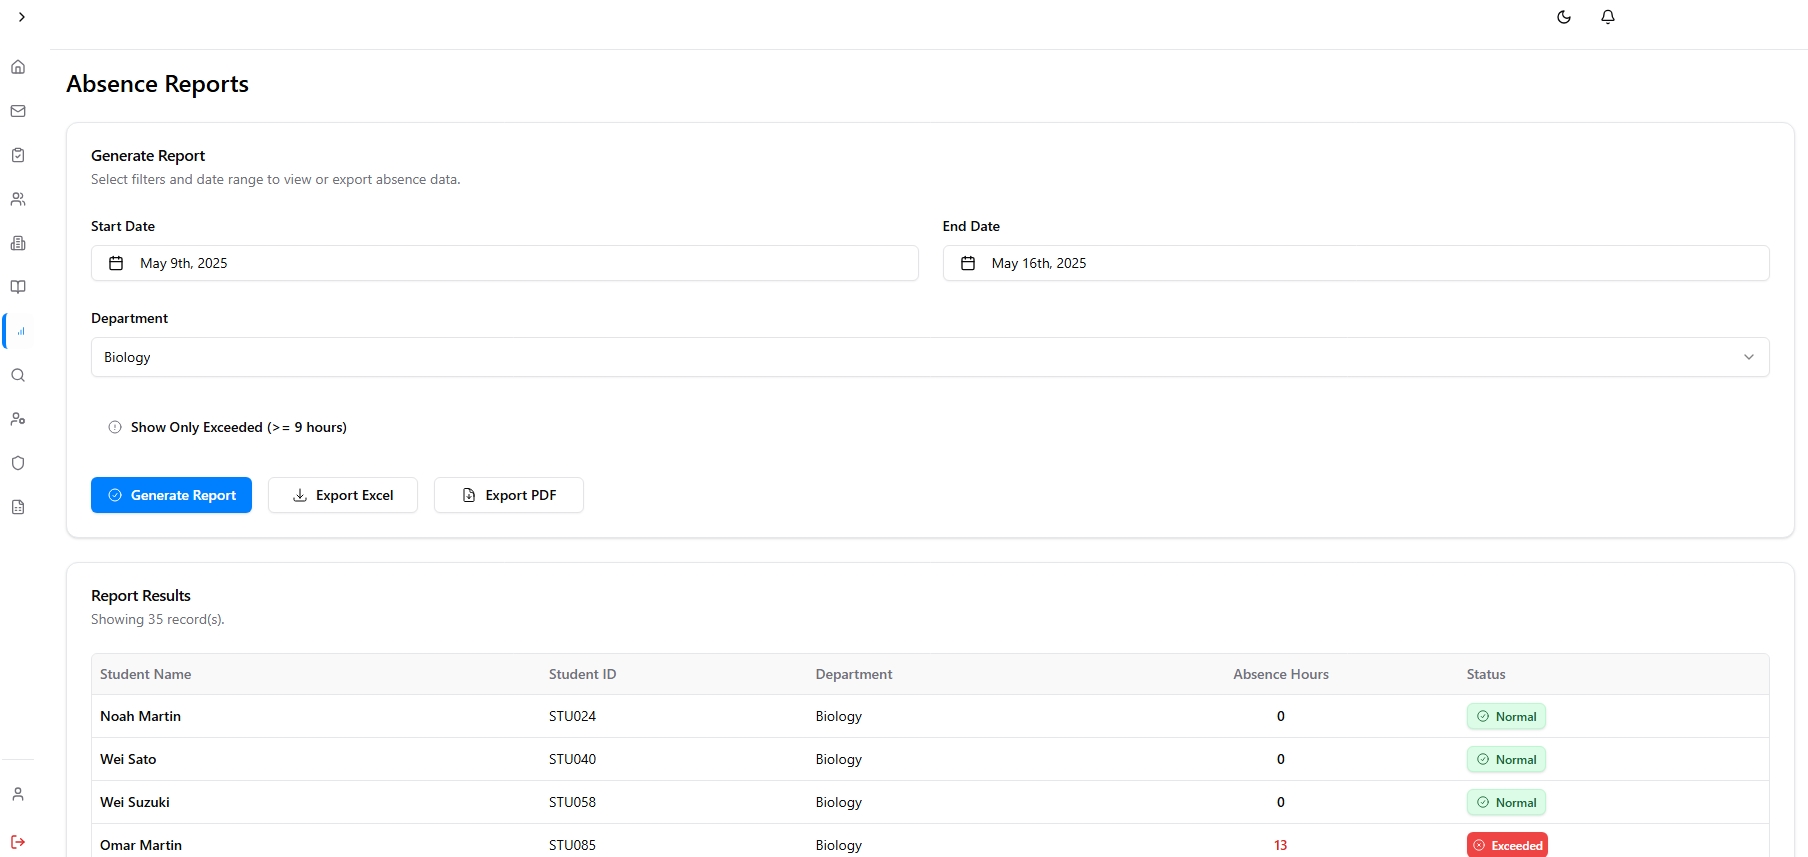 Absence Reports
Generate Report
Select filters and date range to view or export absence data.
Start Date End Date
May 9th, 2025 May 16th, 2025
Department
Biology
Show Only Exceeded (>= 9 hours)
Generate Report Export Excel Export PDF
Report Results
Showing 35 record(s).
Student Name Student ID Department Absence Hours Status
Noah Martin STU024 Biology 0 Normal
Wei Sato STU040 Biology 0 Normal
Wei Suzuki STU058 Biology 0 Normal
Omar Martin STU085 Biology 13 Exceeded